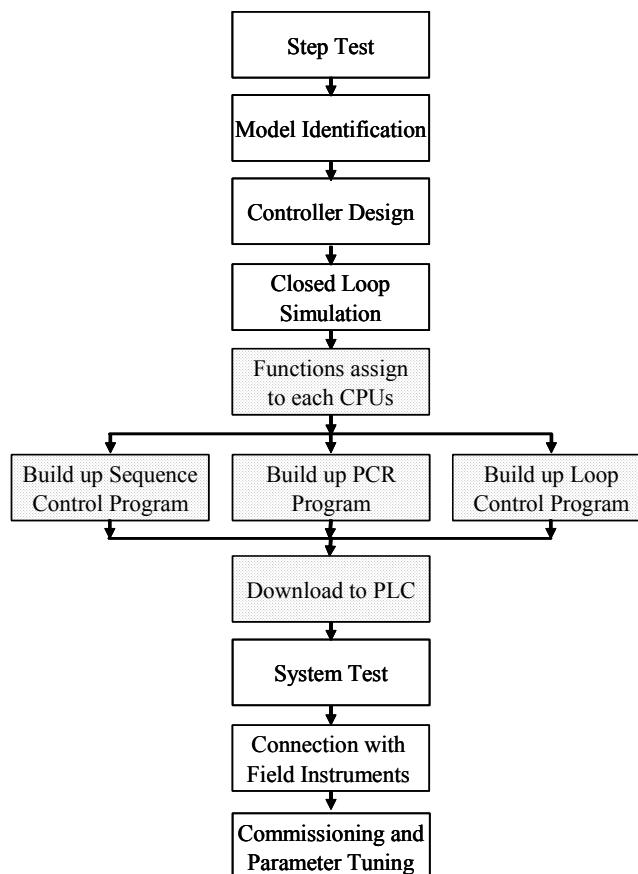 Step Test
Model Identification
Controller Design
Closed Loop
Simulation
Functions assign
to each CPUs
Build up Sequence
Control Program
Build up PCR
Program
Build up Loop
Control Program
Download to PLC
System Test
Connection with
Field Instruments
Commissioning and
Parameter Tuning